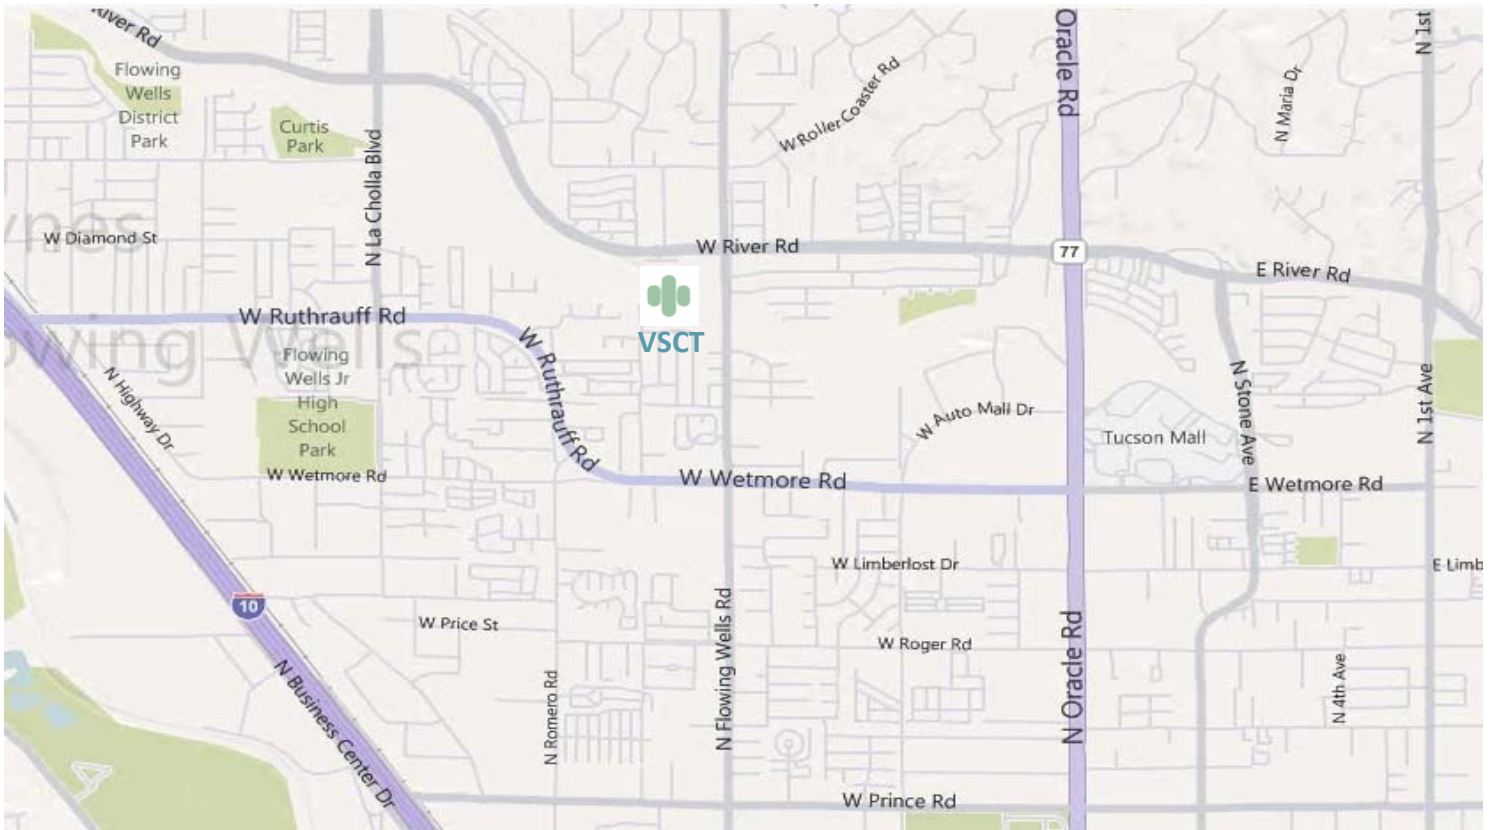 River Rd
Oracle Rd
N 1st
Flowing
Wells
District
Park
Curtis
Park
N La Cholla Blvd
W Roller Coaster Rd
N Maria Dr
ynes
W Diamond St
W River Rd
77
E River Rd
VSCT
W Ruthrauff Rd
owing Wells
Flowing
Wells Jr
High
School
Park
N Highway Dr
W Ruthrauff Rd
W Auto Mall Dr
Tucson Mall
N Stone Ave
N 1st Ave
W Wetmore Rd
W Wetmore Rd
E Wetmore Rd
W Limberlost Dr
E Limb
10
W Price St
N Flowing Wells Rd
W Roger Rd
N Oracle Rd
N Business Center Dr
N Romero Rd
N 4th Ave
W Prince Rd